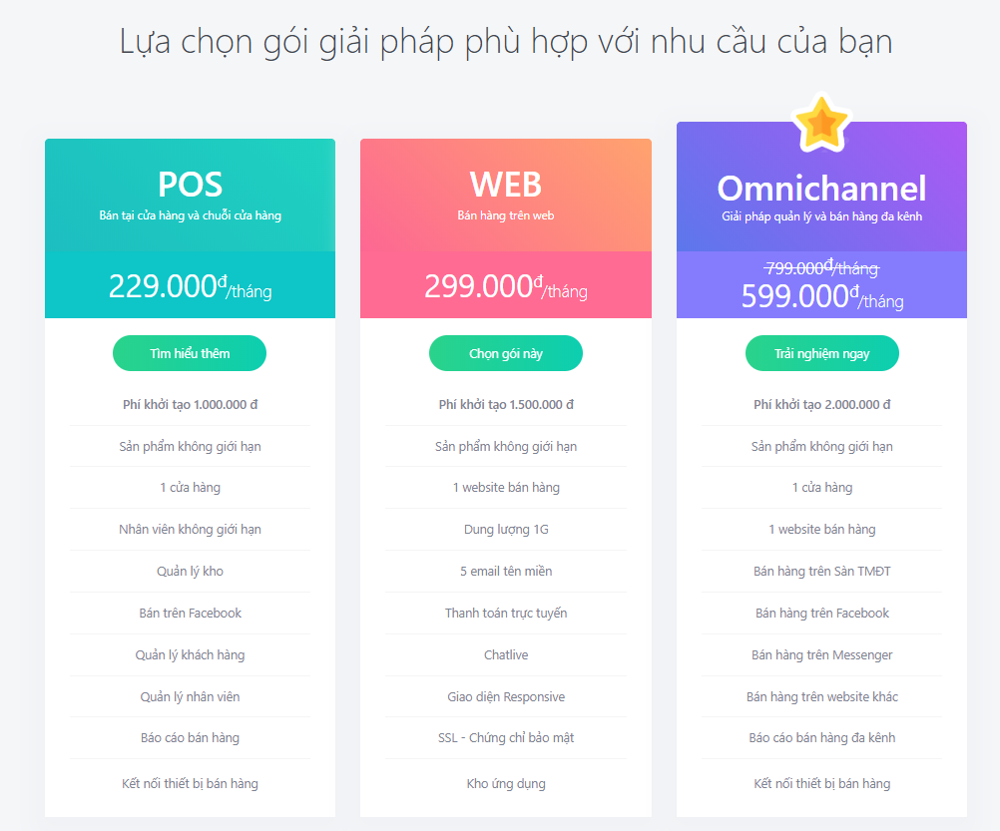 Lựa chọn gói giải pháp phù hợp với nhu cầu của bạn
POS
Bán tại cửa hàng và chuỗi cửa hàng
229.000đ/tháng
Tìm hiểu thêm
Phí khởi tạo 1.000.000 đ
Sản phẩm không giới hạn
1 cửa hàng
Nhân viên không giới hạn
Quản lý kho
Bán trên Facebook
Quản lý khách hàng
Quản lý nhân viên
Báo cáo bán hàng
Kết nối thiết bị bán hàng
WEB
Bán hàng trên web
299.000đ/tháng
Chọn gói này
Phí khởi tạo 1.500.000 đ
Sản phẩm không giới hạn
1 website bán hàng
Dung lượng 1G
5 email tên miền
Thanh toán trực tuyến
Chatlive
Giao diện Responsive
SSL - Chứng chỉ bảo mật
Kho ứng dụng
Omnichannel
Giải pháp quản lý và bán hàng đa kênh
799.000đ/tháng
599.000đ/tháng
Trải nghiệm ngay
Phí khởi tạo 2.000.000 đ
Sản phẩm không giới hạn
1 cửa hàng
1 website bán hàng
Bán hàng trên Sàn TMĐT
Bán hàng trên Facebook
Bán hàng trên Messenger
Bán hàng trên website khác
Báo cáo bán hàng đa kênh
Kết nối thiết bị bán hàng